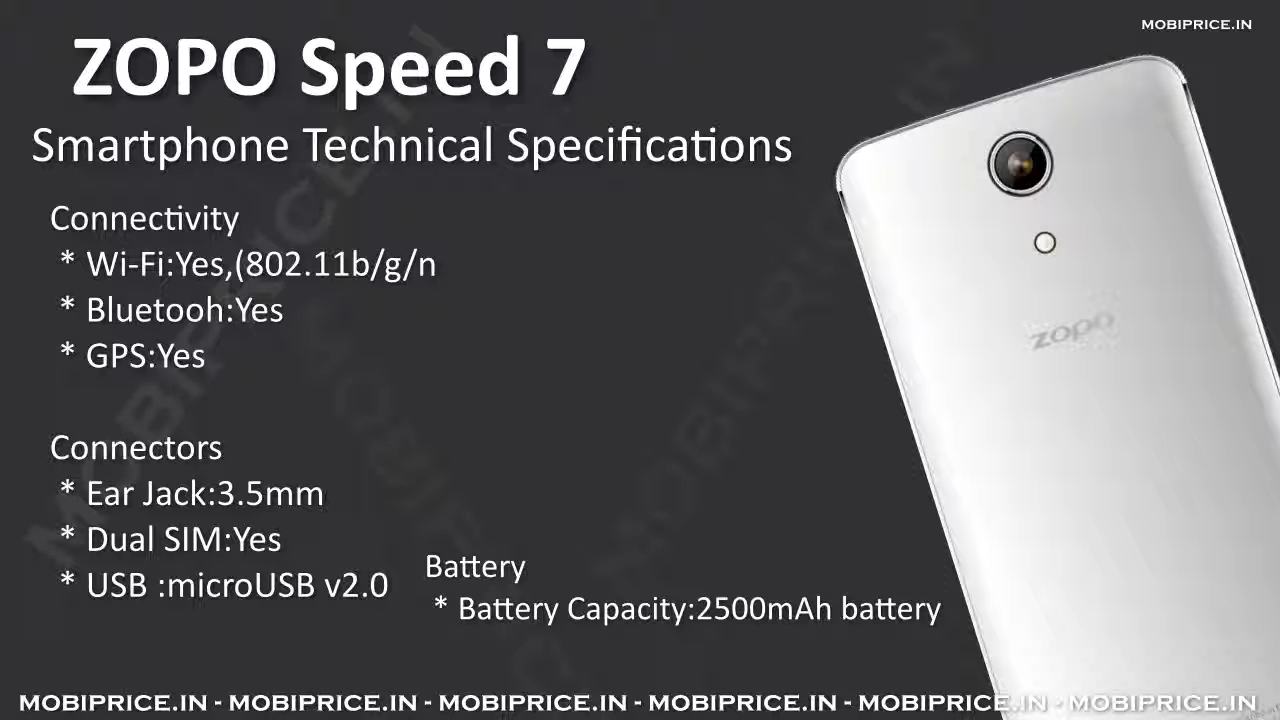 MOBIPRICE.IN
ZOPO Speed 7
Smartphone Technical Specifications
Connectivity
* Wi-Fi:Yes,(802.11b/g/n
* Bluetooh:Yes
* GPS:Yes
Connectors
* Ear Jack:3.5mm
* Dual SIM:Yes
* USB :microUSB v2.0
Battery
* Battery Capacity:2500mAh battery
zopo
MOBIPRICE.IN - MOBIPRICE.IN - MOBIPRICE.IN - MOBIPRICE.IN - MOBIPRICE.IN - MOBIPRICE.IN